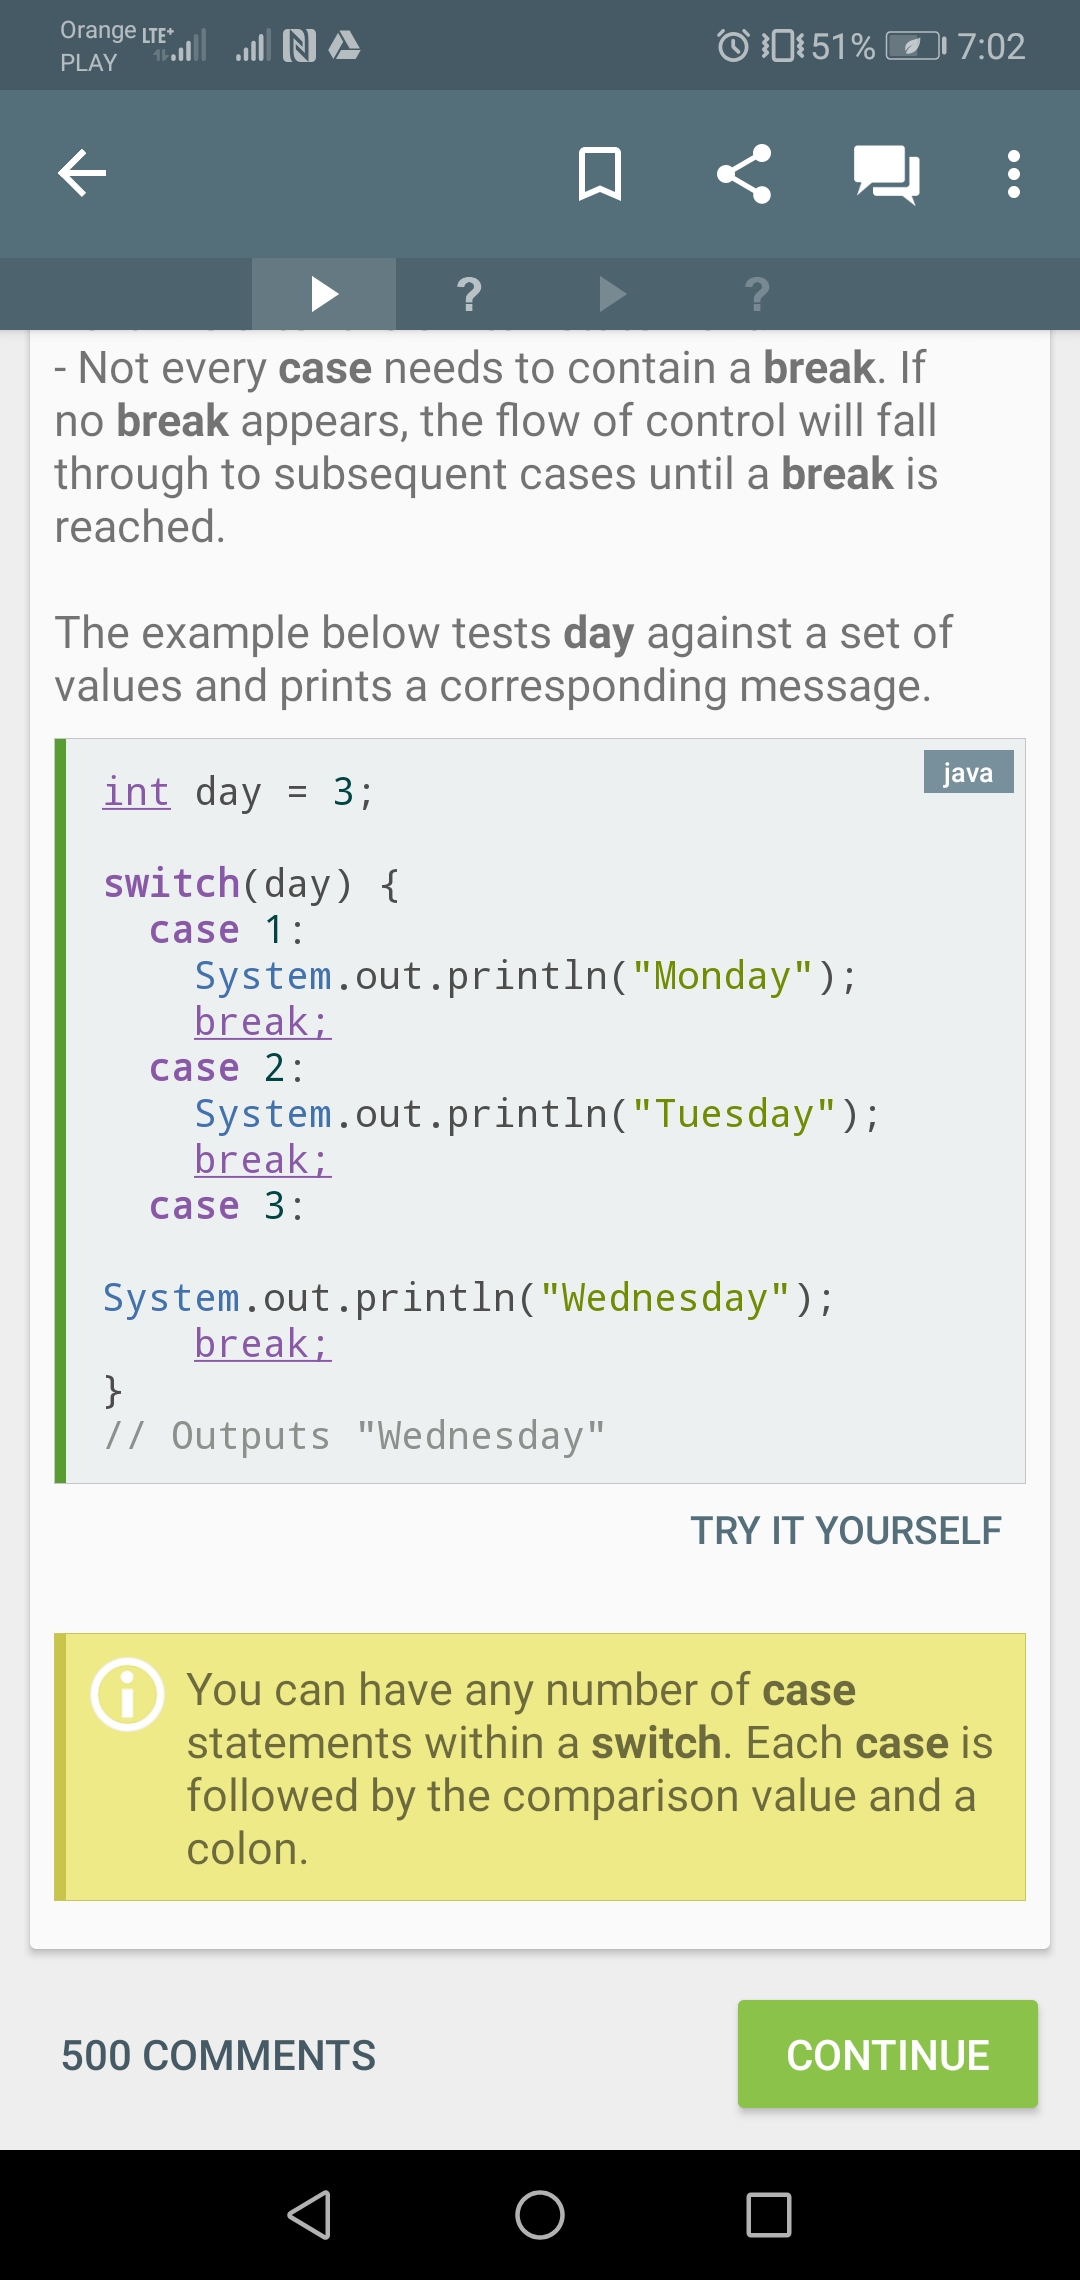 Orange LTE+
PLAY
51% 7:02
? ?
- Not every case needs to contain a break. If
no break appears, the flow of control will fall
through to subsequent cases until a break is
reached.
The example below tests day against a set of
values and prints a corresponding message.
java
int day = 3;
switch(day) {
case 1:
System.out.println("Monday");
break;
case 2:
System.out.println("Tuesday");
break;
case 3:
System.out.println("Wednesday");
break;
}
// Outputs "Wednesday"
TRY IT YOURSELF
You can have any number of case
statements within a switch. Each case is
followed by the comparison value and a
colon.
500 COMMENTS
CONTINUE